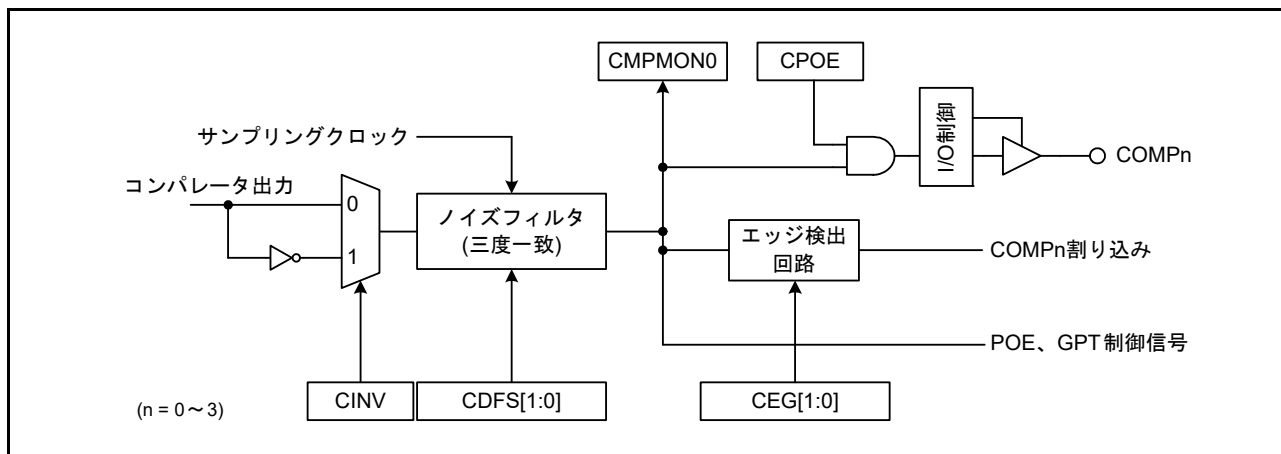 CMPMON0
CPOE
I/O制御
サンプリングクロック
COMPn
コンパレータ出力
0
1
ノイズフィルタ
(三度一致)
エッジ検出
回路
COMPn割り込み
POE、GPT制御信号
(n = 0～3)
CINV
CDFS[1:0]
CEG[1:0]